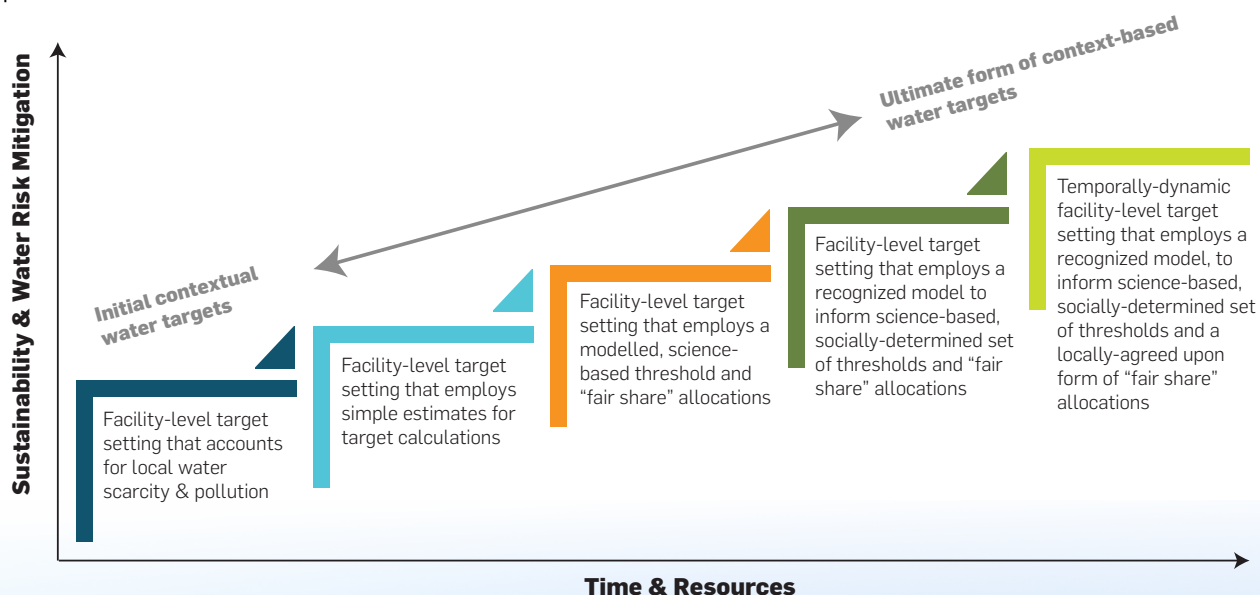 Sustainability & Water Risk Mitigation
Ultimate form of context-based
water targets
Initial contextual
water targets
Facility-level target
setting that accounts
for local water
scarcity & pollution
Facility-level target
setting that employs
simple estimates for
target calculations
Facility-level target
setting that employs a
modelled, science-
based threshold and
“fair share” allocations
Facility-level target
setting that employs a
recognized model to
inform science-based,
socially-determined set
of thresholds and “fair
share” allocations
Temporally-dynamic
facility-level target
setting that employs a
recognized model, to
inform science-based,
socially-determined set
of thresholds and a
locally-agreed upon
form of “fair share”
allocations
Time & Resources